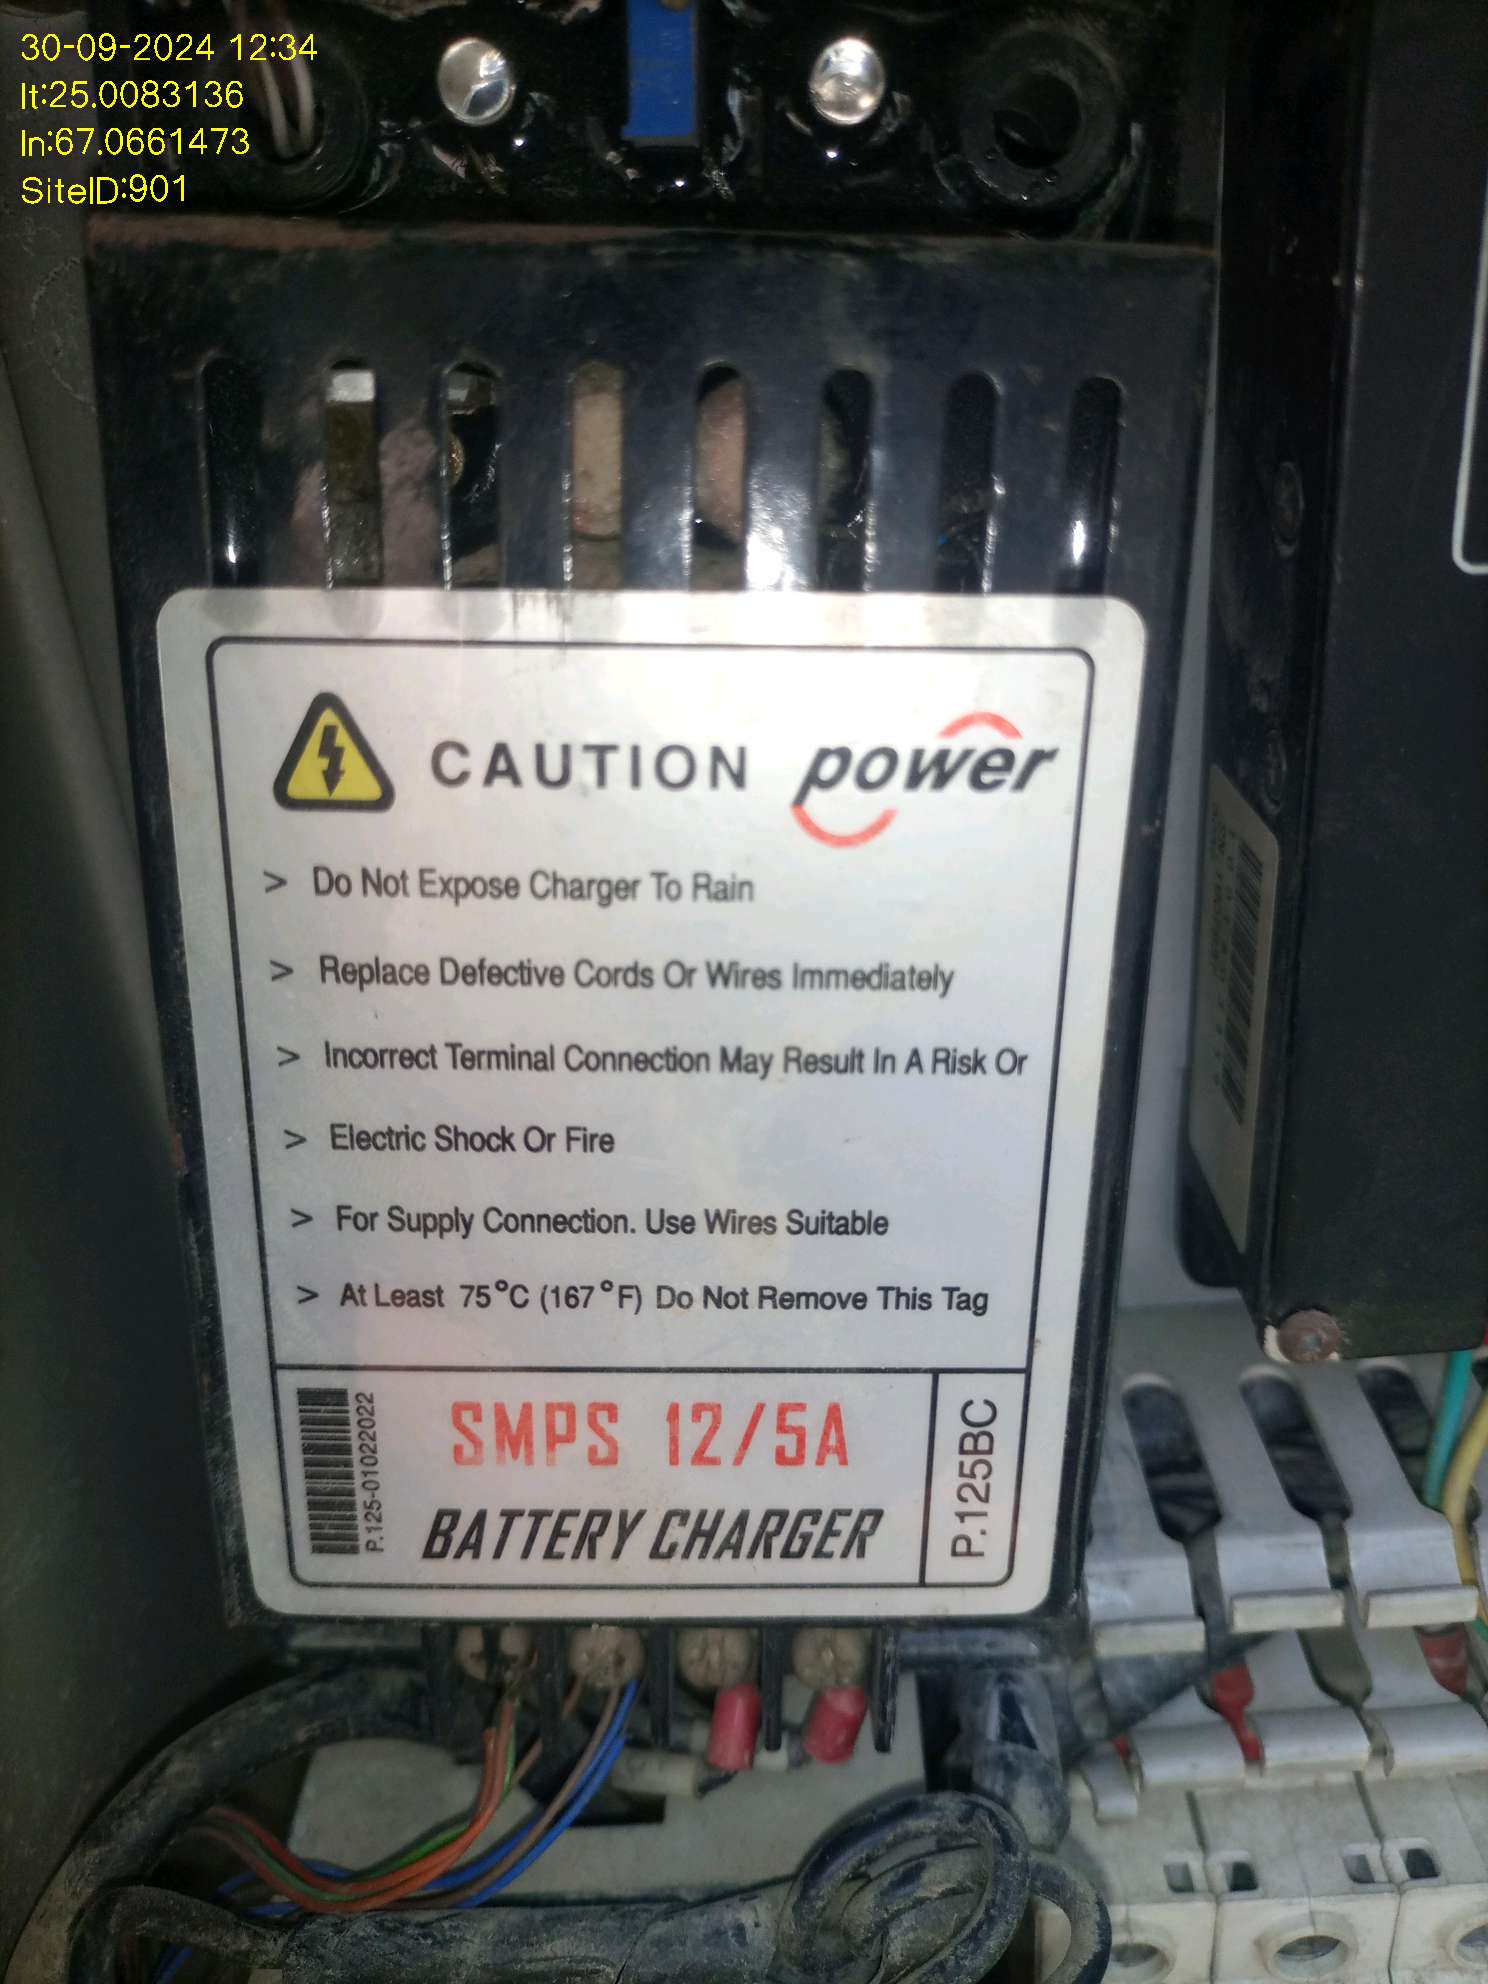 30-09-2024 12:34
lt:25.0083136
ln:67.0661473
SiteID:901
CAUTION power
> Do Not Expose Charger To Rain
> Replace Defective Cords Or Wires Immediately
> Incorrect Terminal Connection May Result In A Risk Or
> Electric Shock Or Fire
> For Supply Connection. Use Wires Suitable
> At Least 75°C (167°F) Do Not Remove This Tag
P.125-01022022
SMPS 12/5A
BATTERY CHARGER
P.125BC